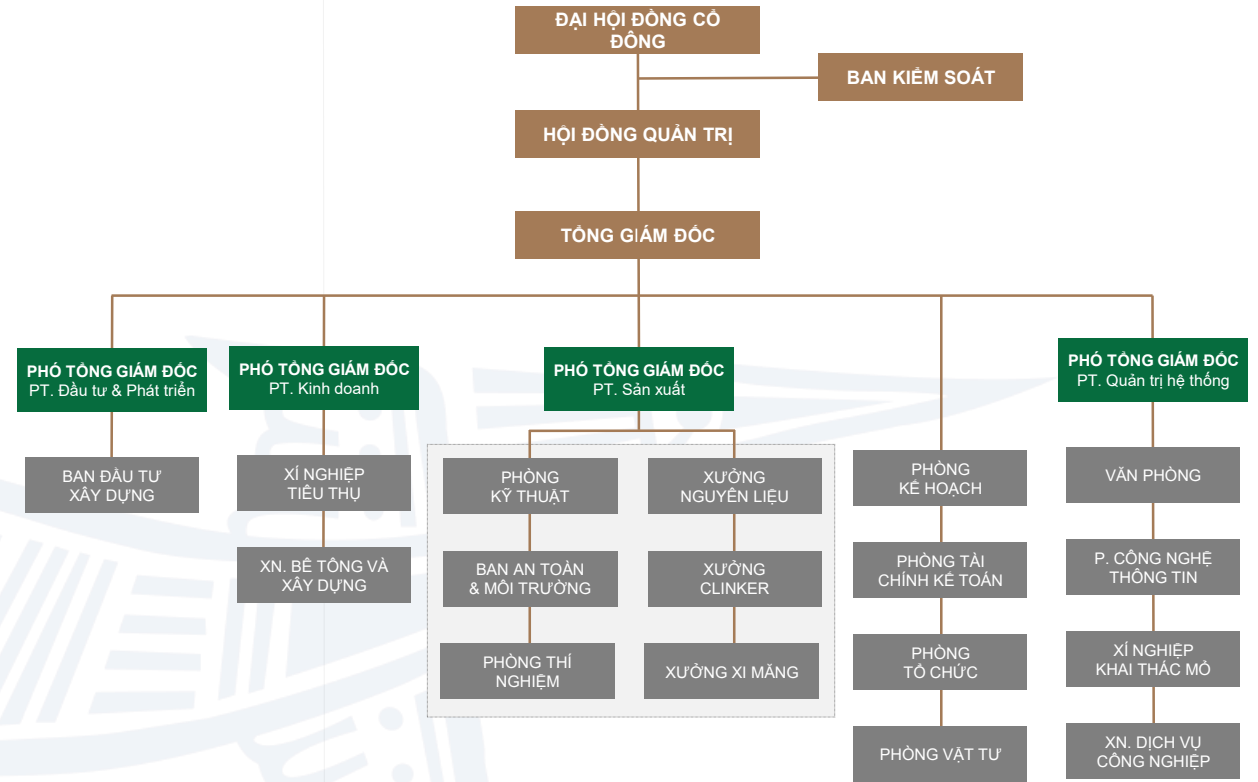 ĐẠI HỘI ĐỒNG CỔ
ĐÔNG
BAN KIỂM SOÁT
HỘI ĐỒNG QUẢN TRỊ
TỔNG GIÁM ĐỐC
PHÓ TỔNG GIÁM ĐỐC
PT. Đầu tư & Phát triển
PHÓ TỔNG GIÁM ĐỐC
PT. Kinh doanh
PHÓ TỔNG GIÁM ĐỐC
PT. Sản xuất
PHÓ TỔNG GIÁM ĐỐC
PT. Quản trị hệ thống
BAN ĐẦU TƯ
XÂY DỰNG
XÍ NGHIỆP
TIÊU THỤ
XN. BÊ TÔNG VÀ
XÂY DỰNG
PHÒNG
KỸ THUẬT
BAN AN TOÀN
& MÔI TRƯỜNG
PHÒNG THÍ
NGHIỆM
XƯỞNG
NGUYÊN LIỆU
XƯỞNG
CLINKER
XƯỞNG XI MĂNG
PHÒNG
KẾ HOẠCH
PHÒNG TÀI
CHÍNH KẾ TOÁN
PHÒNG
TỔ CHỨC
PHÒNG VẬT TƯ
VĂN PHÒNG
P. CÔNG NGHỆ
THÔNG TIN
XÍ NGHIỆP
KHAI THÁC MỎ
XN. DỊCH VỤ
CÔNG NGHIỆP